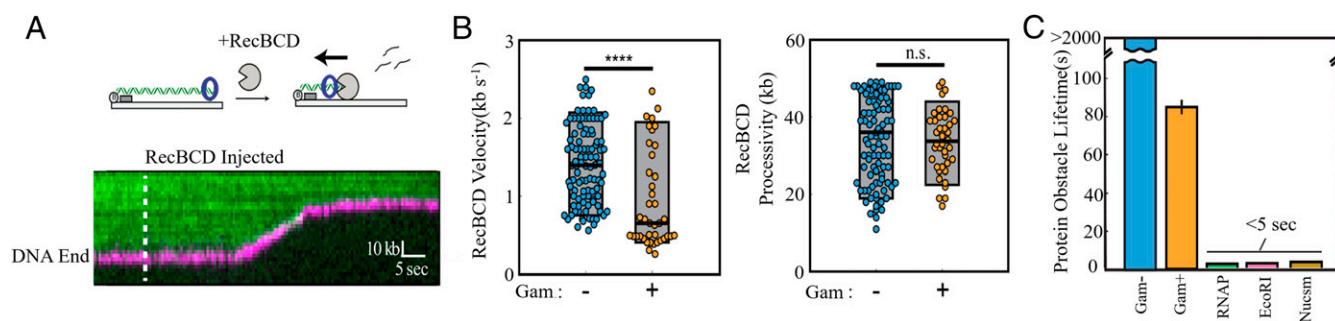 A
+RecBCD
B
RecBCD Injected
DNA End
10 kb
5 sec
B
RecBCD Velocity(kb s⁻¹)
3
2
1
0
****
Gam : - +
RecBCD
Processivity (kb)
60
40
20
0
n.s.
Gam : - +
C
Protein Obstacle Lifetime(s)
>2000
100
80
60
40
20
0
<5 sec
Gam-
Gam+
RNAP
EcoRI
Nucsm